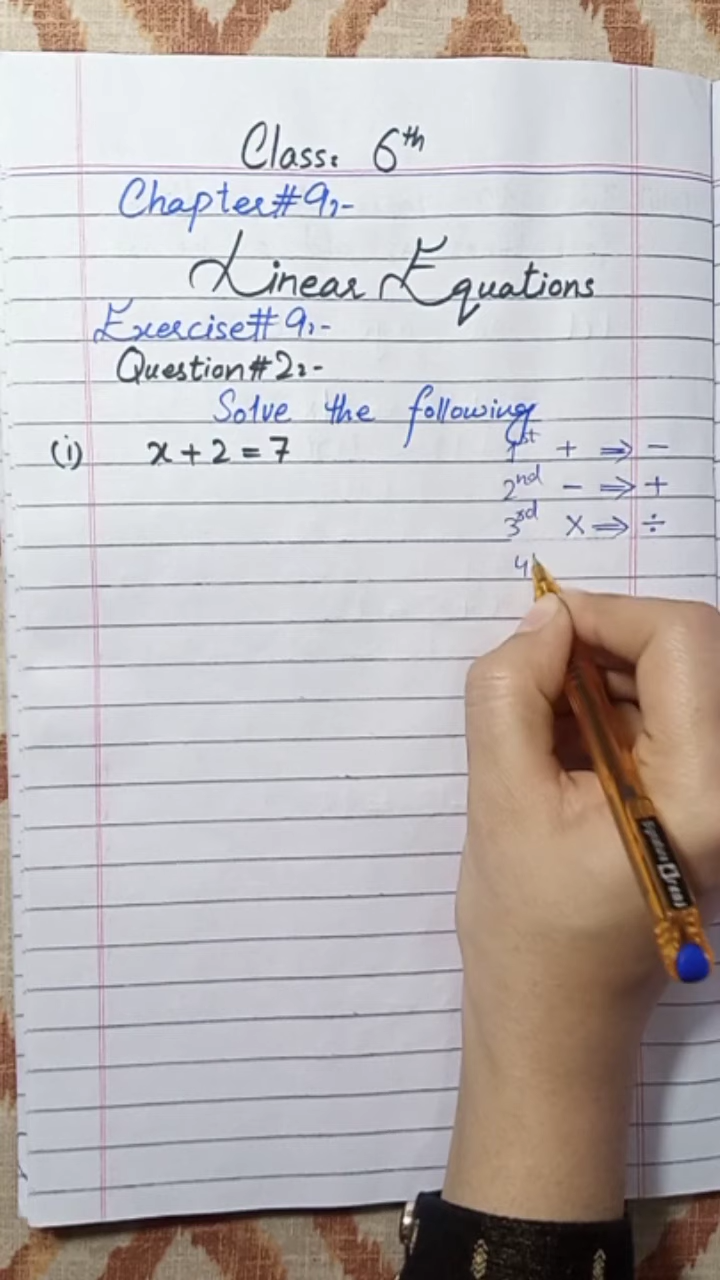 Class: 6th
Chapter#9:-
Linear Equations
Exercise#9:-
Question#2:-
Solve the following
(i) x+2=7
1st + ⇒ -
2nd - ⇒ +
3rd × ⇒ ÷
4